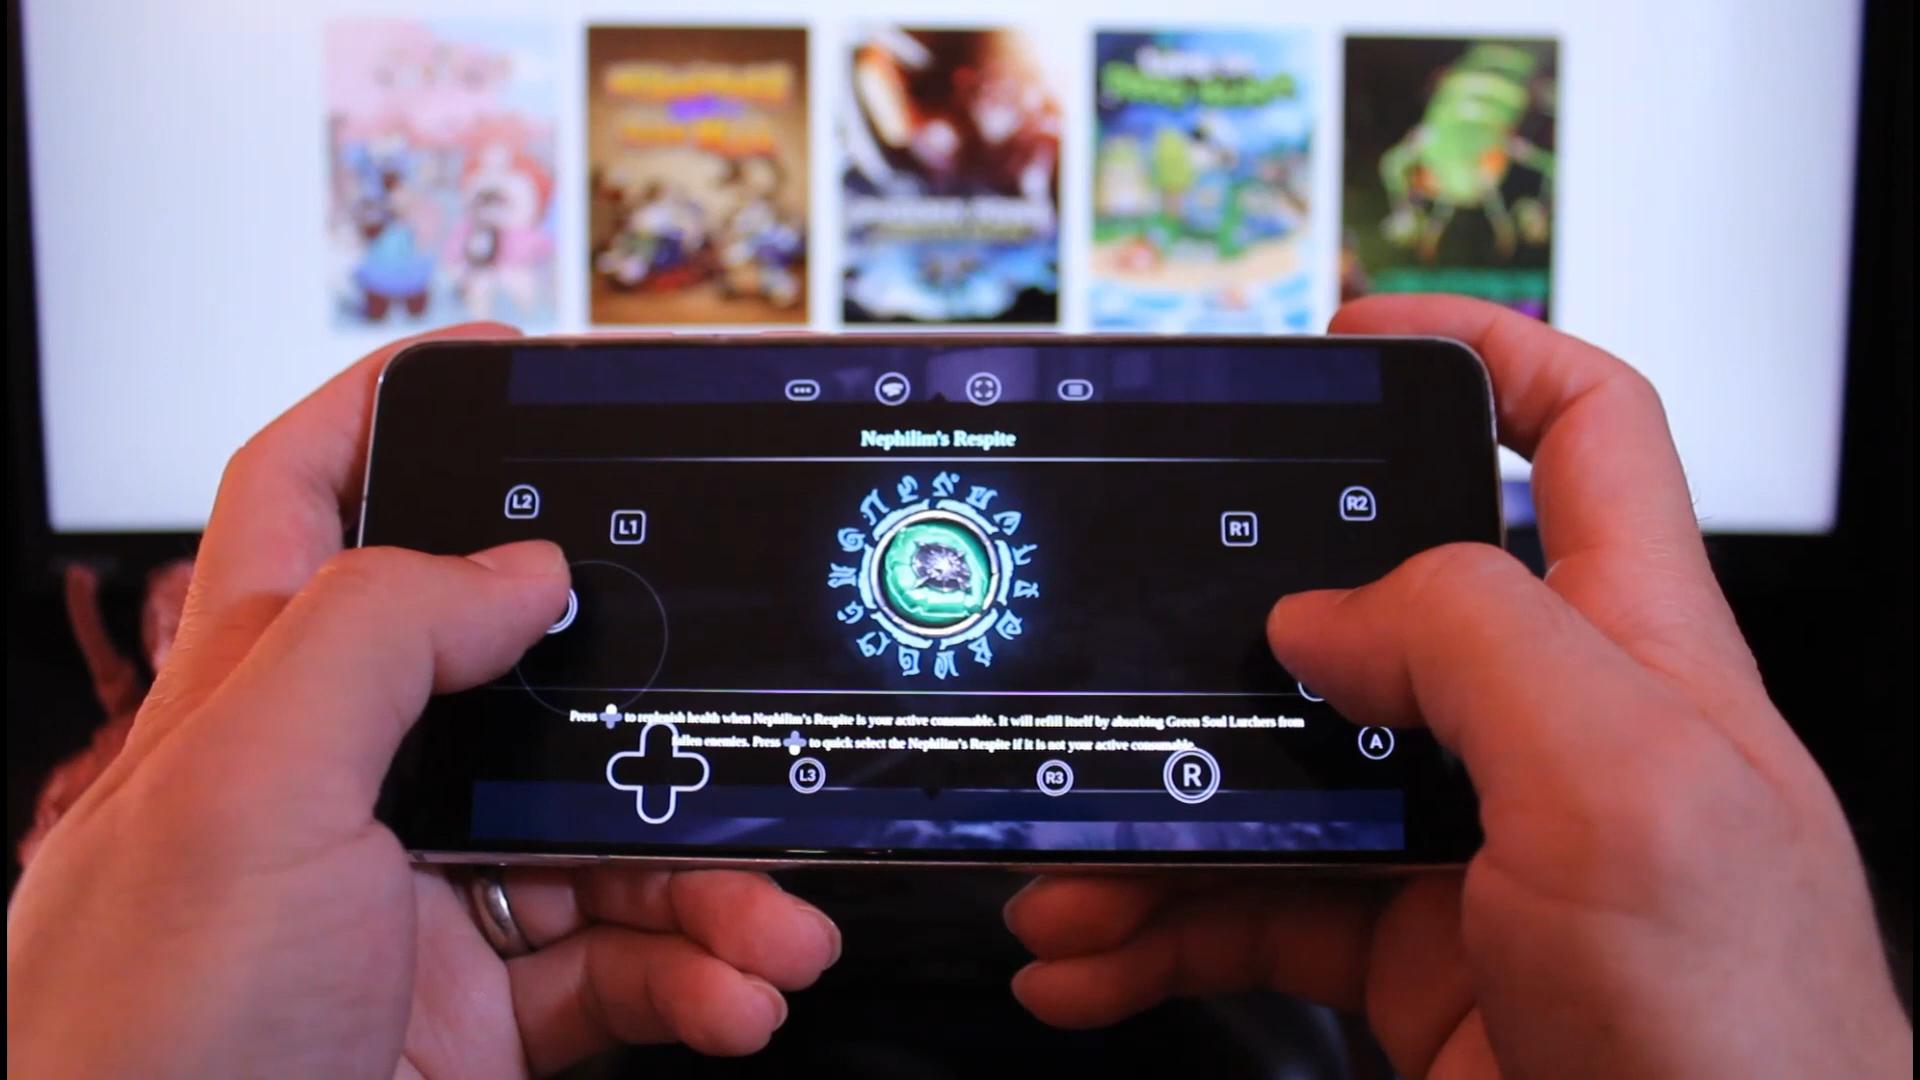 Nephilim's Respite
L2
R2
L1
R1
Press to replenish health when Nephilim's Respite is your active consumable. It will refill itself by absorbing Green Soul Lurchers from
fallen enemies. Press to quick select the Nephilim's Respite if it is not your active consumable.
A
L3
R3
R